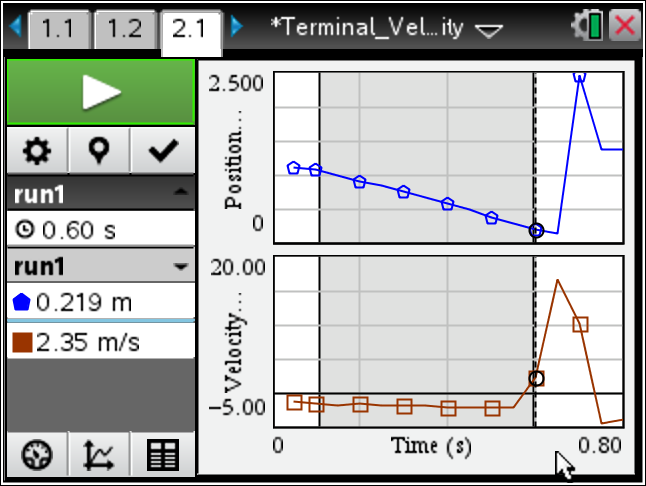 1.1 1.2 2.1 *Terminal_Vel...ity
run1
0.60 s
run1
0.219 m
2.35 m/s
2.500
Position...
0
20.00
Velocity...
-5.00
0 Time (s) 0.80